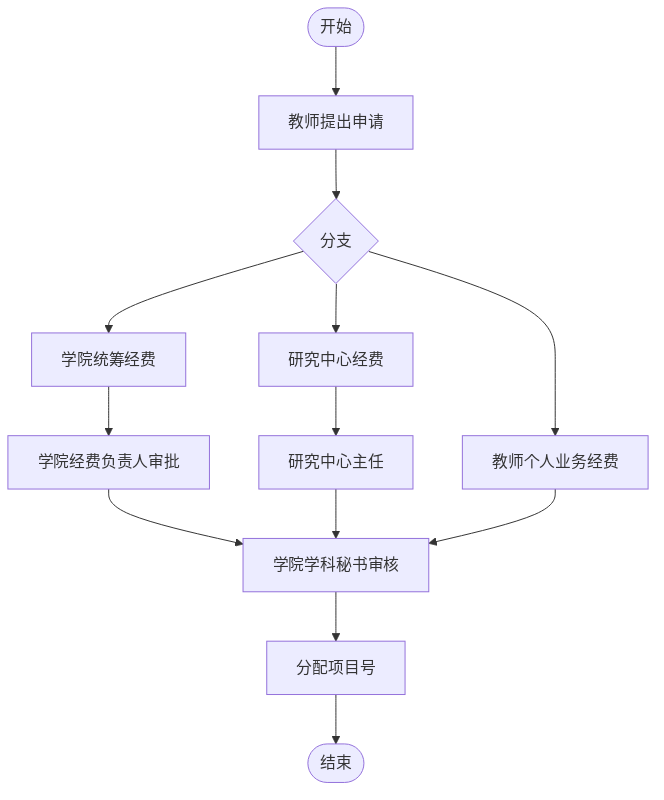 开始
教师提出申请
分支
学院统筹经费
研究中心经费
学院经费负责人审批
研究中心主任
教师个人业务经费
学院学科秘书审核
分配项目号
结束